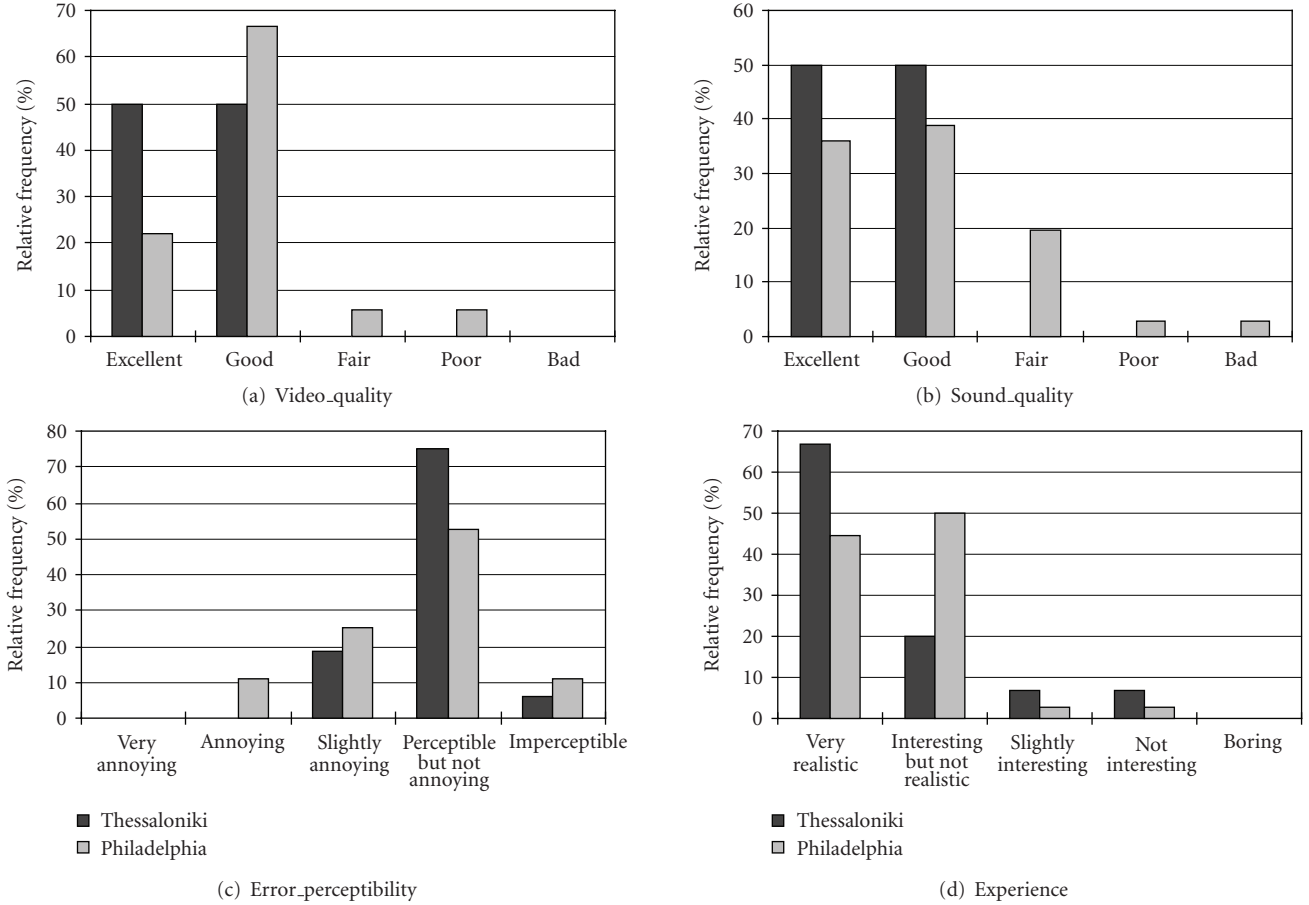 70
60
50
40
30
20
10
0
Relative frequency (%)
Excellent Good Fair Poor Bad
(a) Video_quality
60
50
40
30
20
10
0
Relative frequency (%)
Excellent Good Fair Poor Bad
(b) Sound_quality
80
70
60
50
40
30
20
10
0
Relative frequency (%)
Very Annoying Slightly Perceptible Imperceptible
annoying annoying but not
annoying
Thessaloniki
Philadelphia
(c) Error_perceptibility
70
60
50
40
30
20
10
0
Relative frequency (%)
Very Interesting Slightly Not Boring
realistic but not interesting interesting
realistic
Thessaloniki
Philadelphia
(d) Experience